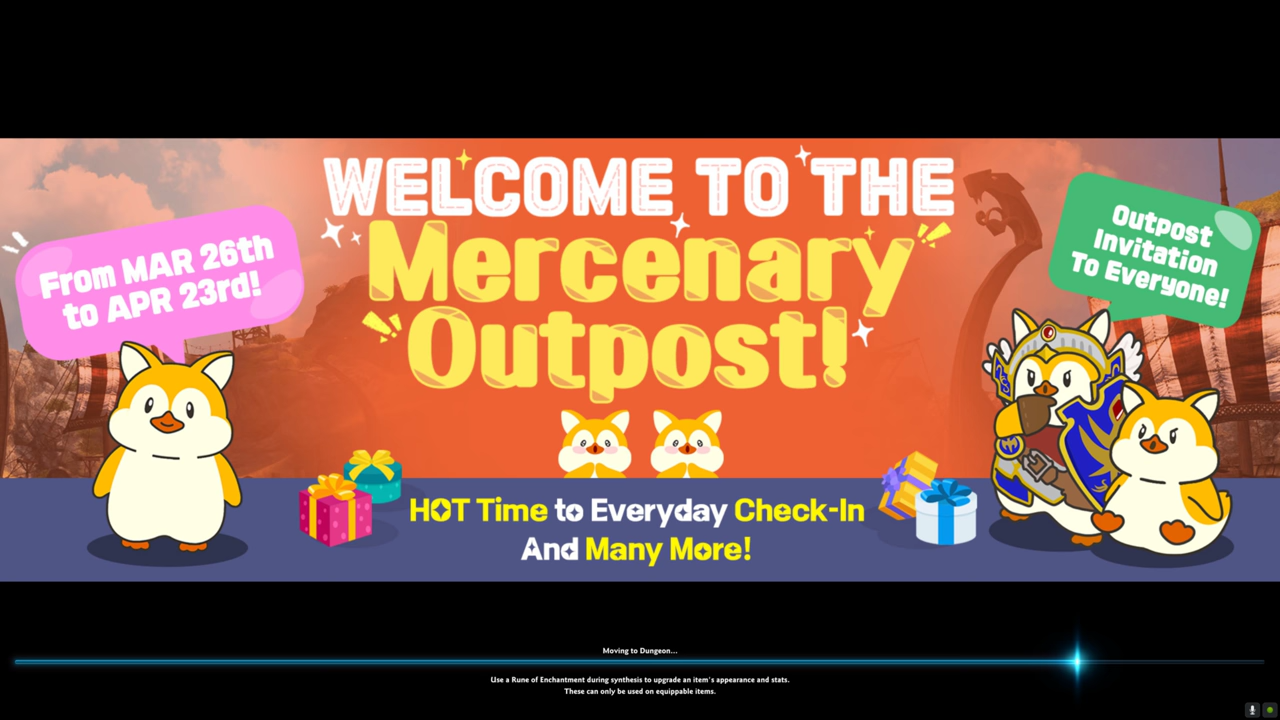 WELCOME TO THE
Mercenary
Outpost!
From MAR 26th
to APR 23rd!
Outpost
Invitation
To Everyone!
HOT Time to Everyday Check-In
And Many More!
Moving to Dungeon...
Use a Rune of Enchantment during synthesis to upgrade an item's appearance and stats.
These can only be used on equippable items.